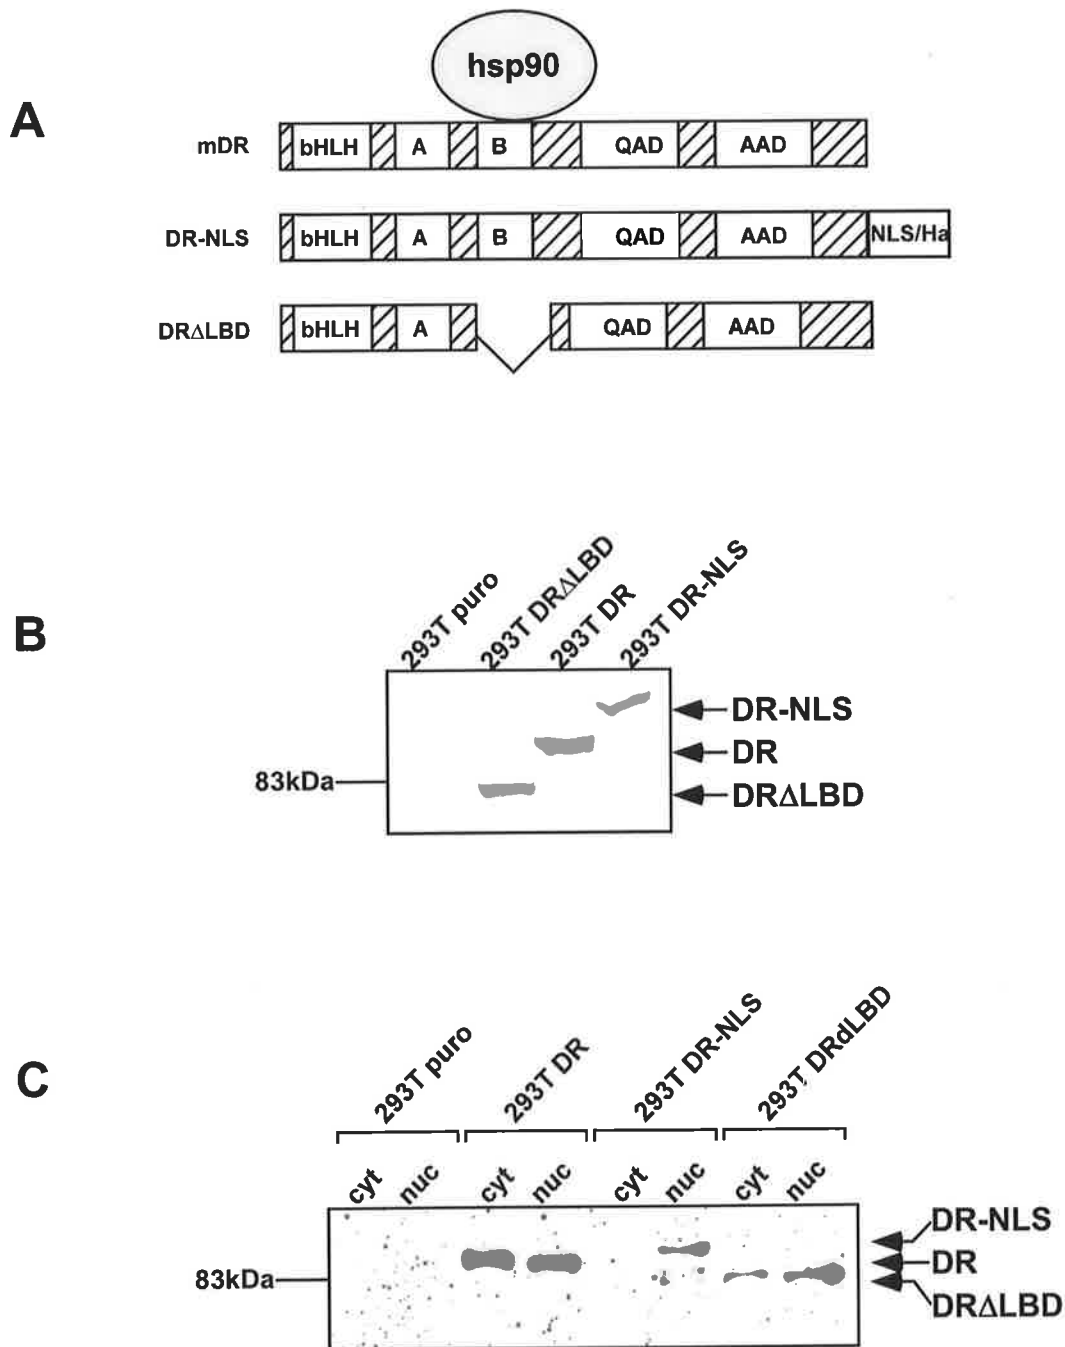 A
hsp90
mDR bHLH A B QAD AAD
DR-NLS bHLH A B QAD AAD NLS/Ha
DRΔLBD bHLH A QAD AAD
B
293T puro 293T DRΔLBD 293T DR 293T DR-NLS
DR-NLS
DR
83kDa
DRΔLBD
C
293T puro 293T DR 293T DR-NLS 293T DRdLBD
cyt nuc cyt nuc cyt nuc cyt nuc
DR-NLS
DR
83kDa
DRΔLBD